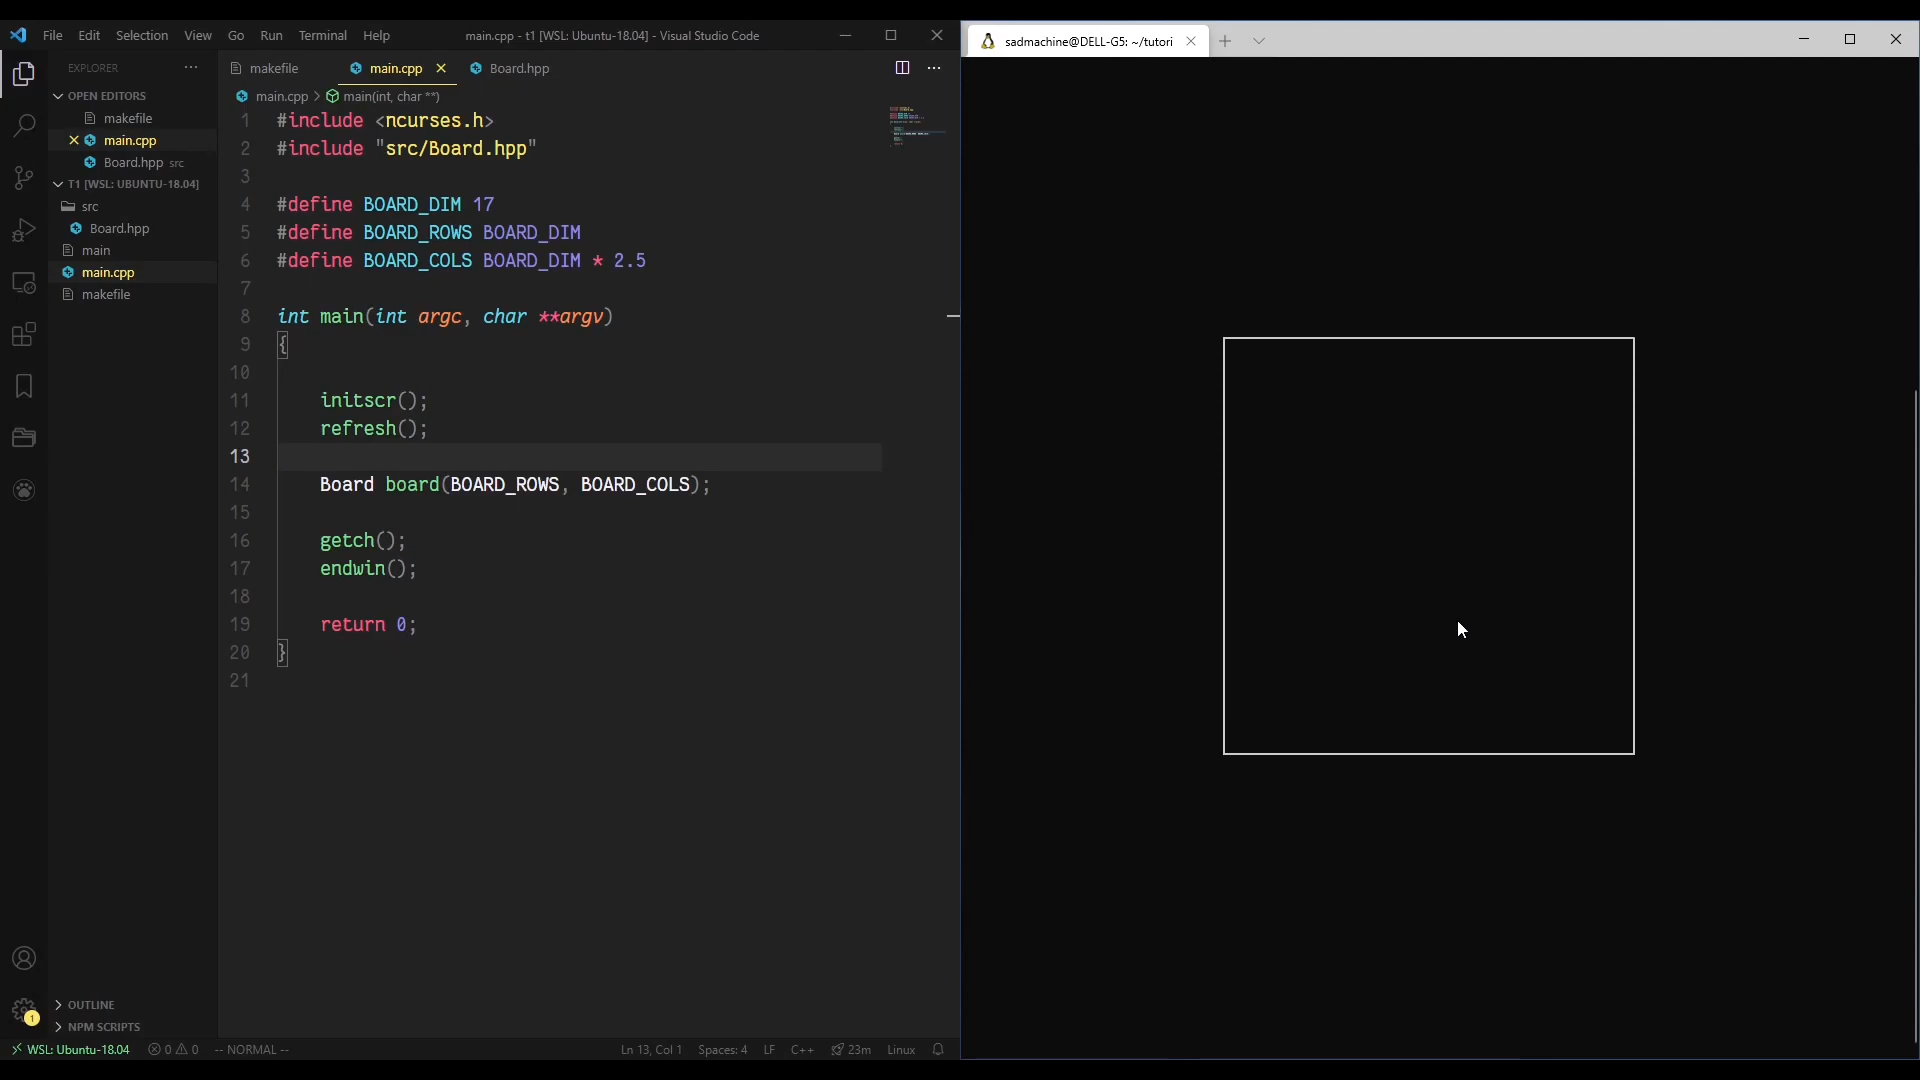 File Edit Selection View Go Run Terminal Help main.cpp - t1 [WSL: Ubuntu-18.04] - Visual Studio Code
EXPLORER
OPEN EDITORS
makefile
main.cpp
Board.hpp src
T1 [WSL: UBUNTU-18.04]
src
Board.hpp
main
main.cpp
makefile
OUTLINE
NPM SCRIPTS
1
makefile main.cpp Board.hpp
main.cpp > main(int, char **)
1 #include <ncurses.h>
2 #include "src/Board.hpp"
3
4 #define BOARD_DIM 17
5 #define BOARD_ROWS BOARD_DIM
6 #define BOARD_COLS BOARD_DIM * 2.5
7
8 int main(int argc, char **argv)
9 {
10
11 initscr();
12 refresh();
13
14 Board board(BOARD_ROWS, BOARD_COLS);
15
16 getch();
17 endwin();
18
19 return 0;
20 }
21
WSL: Ubuntu-18.04 0 0 -- NORMAL -- Ln 13, Col 1 Spaces: 4 LF C++ 23m Linux
sadmachine@DELL-G5: ~/tutori